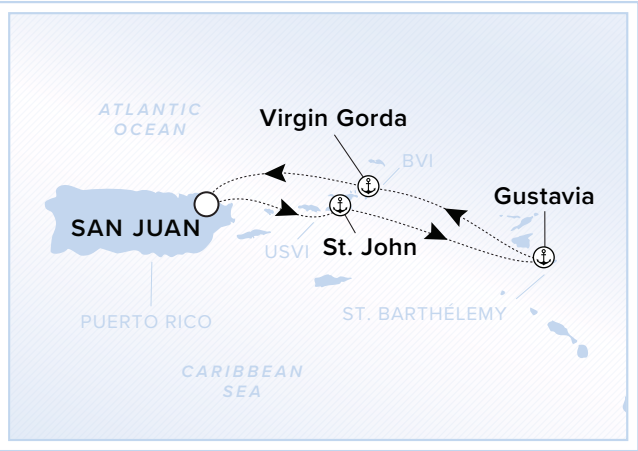 ATLANTIC
OCEAN
Virgin Gorda
BVI
Gustavia
SAN JUAN
USVI
St. John
ST. BARTHÉLEMY
PUERTO RICO
CARIBBEAN
SEA